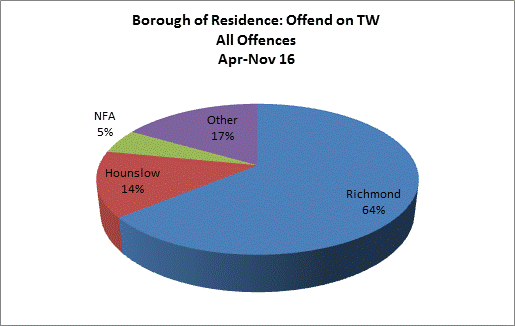 Borough of Residence: Offend on TW
All Offences
Apr-Nov 16
NFA
5%
Other
17%
Hounslow
14%
Richmond
64%